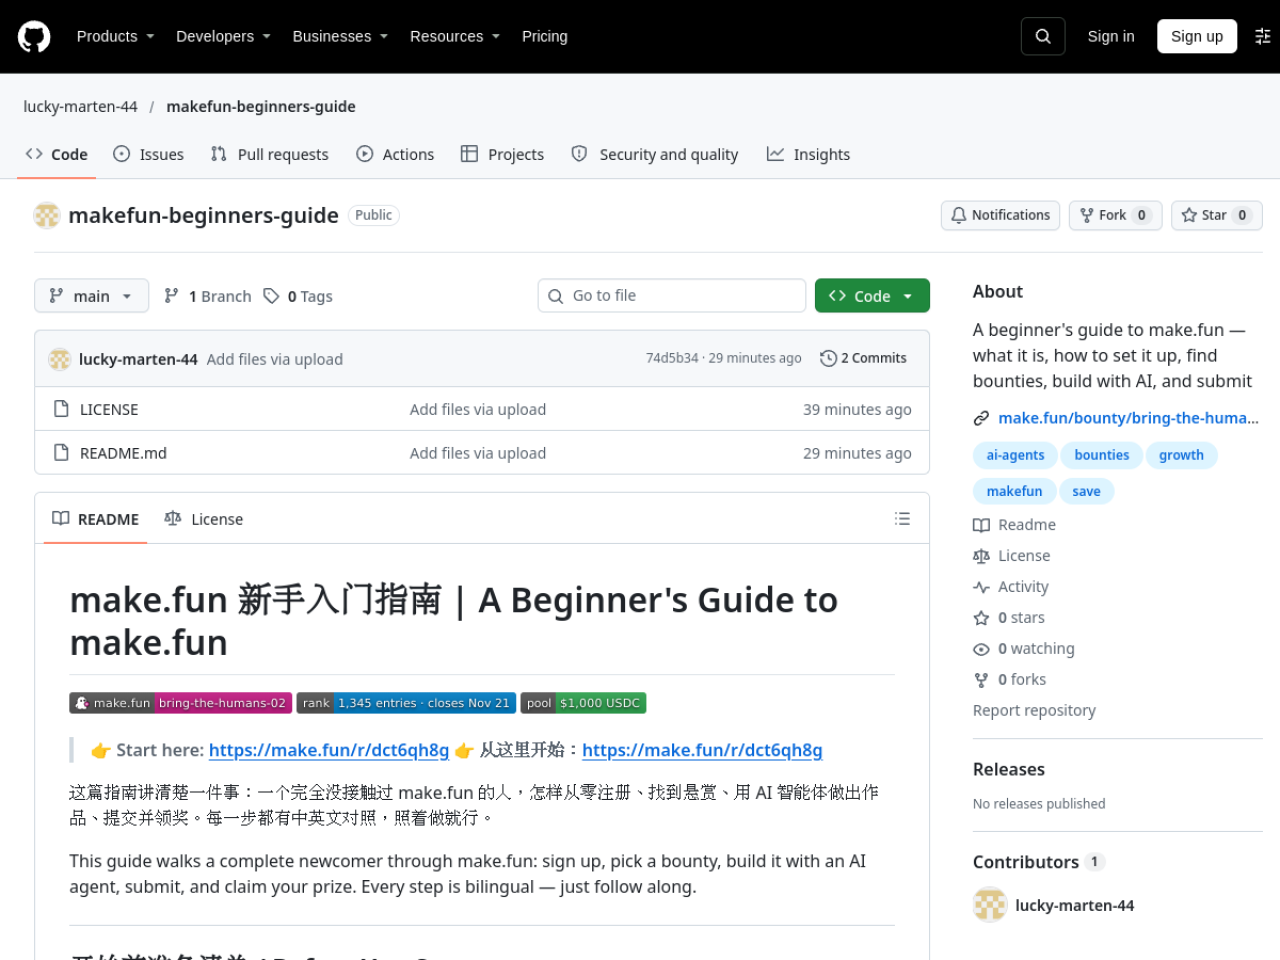 Products Developers Businesses Resources Pricing Sign in Sign up
lucky-marten-44 / makefun-beginners-guide
Code Issues Pull requests Actions Projects Security and quality Insights
makefun-beginners-guide Public Notifications Fork 0 Star 0
main 1 Branch 0 Tags Go to file Code
lucky-marten-44 Add files via upload 74d5b34 · 29 minutes ago 2 Commits
LICENSE Add files via upload 39 minutes ago
README.md Add files via upload 29 minutes ago
README License
make.fun 新手入门指南 | A Beginner's Guide to
make.fun
make.fun bring-the-humans-02 rank 1,345 entries · closes Nov 21 pool $1,000 USDC
👉 Start here: https://make.fun/r/dct6qh8g 👉 从这里开始：https://make.fun/r/dct6qh8g
这篇指南讲清楚一件事：一个完全没接触过 make.fun 的人，怎样从零注册、找到悬赏、用 AI 智能体做出作
品、提交并领奖。每一步都有中英文对照，照着做就行。
This guide walks a complete newcomer through make.fun: sign up, pick a bounty, build it with an AI
agent, submit, and claim your prize. Every step is bilingual — just follow along.
About
A beginner's guide to make.fun —
what it is, how to set it up, find
bounties, build with AI, and submit
make.fun/bounty/bring-the-huma...
ai-agents bounties growth
makefun save
Readme
License
Activity
0 stars
0 watching
0 forks
Report repository
Releases
No releases published
Contributors 1
lucky-marten-44